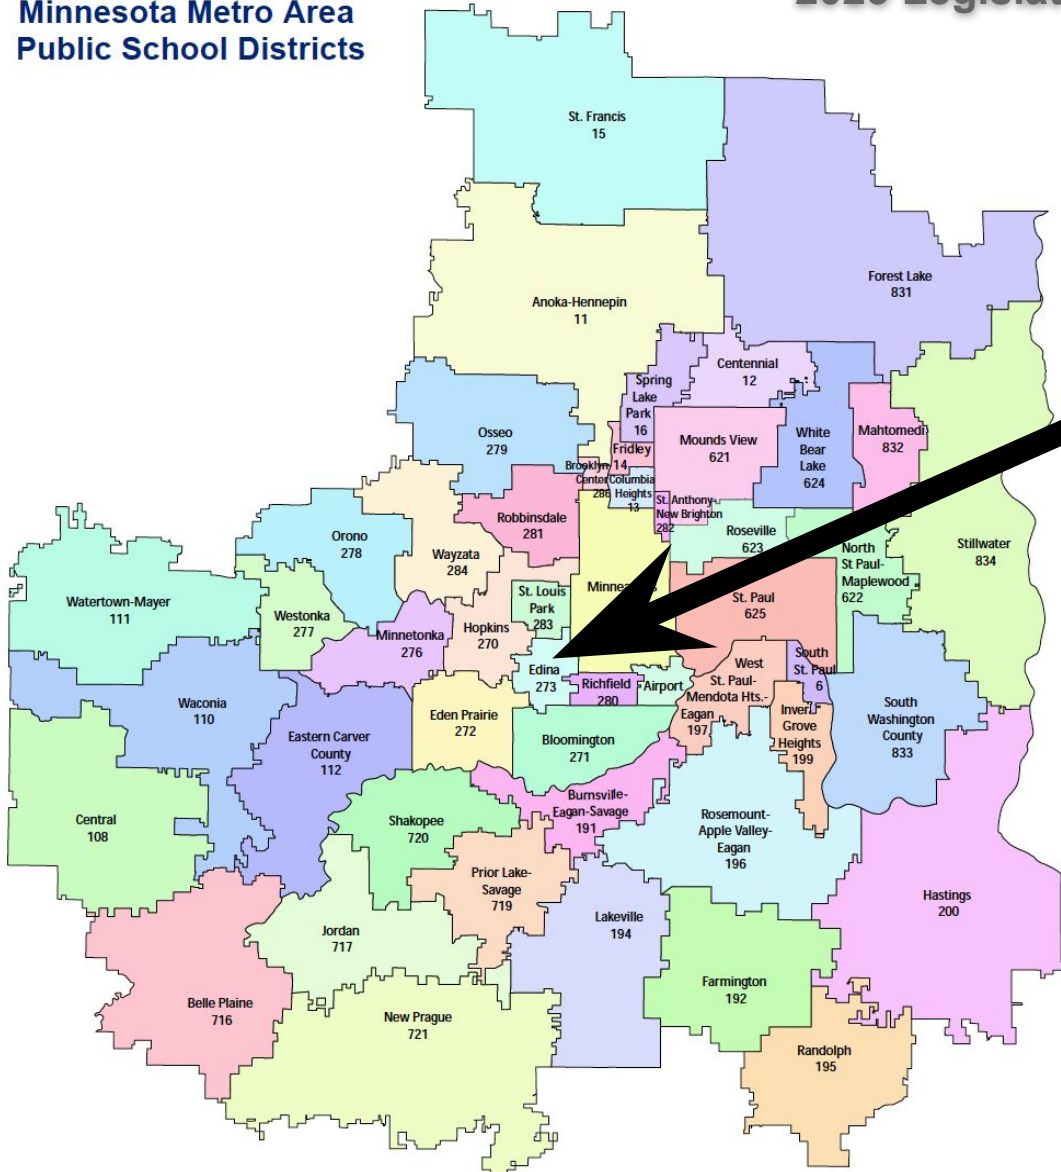 Minnesota Metro Area
Public School Districts
St. Francis
15
Forest Lake
831
Anoka-Hennepin
11
Centennial
12
Spring
Lake
Park
16
Osseo
279
Mounds View
621
White
Bear
Lake
624
Mahtomedi
832
Fridley
14
Brooklyn
Center
286
Columbia
Heights
13
St. Anthony-
New Brighton
282
Robbinsdale
281
Roseville
623
North
St Paul-
Maplewood
622
Stillwater
834
Orono
278
Wayzata
284
Watertown-Mayer
111
Westonka
277
Minnetonka
276
Hopkins
270
St. Louis
Park
283
St. Paul
625
Edina
273
Richfield
280
Airport
West
St. Paul-
Mendota Hts.-
Eagan
197
South
St. Paul
6
Grove
Heights
199
South
Washington
County
833
Waconia
110
Eastern Carver
County
112
Eden Prairie
272
Bloomington
271
Central
108
Shakopee
720
Burnsville-
Eagan-Savage
191
Rosemount-
Apple Valley-
Eagan
196
Prior Lake-
Savage
719
Hastings
200
Jordan
717
Lakeville
194
Farmington
192
Belle Plaine
716
New Prague
721
Randolph
195